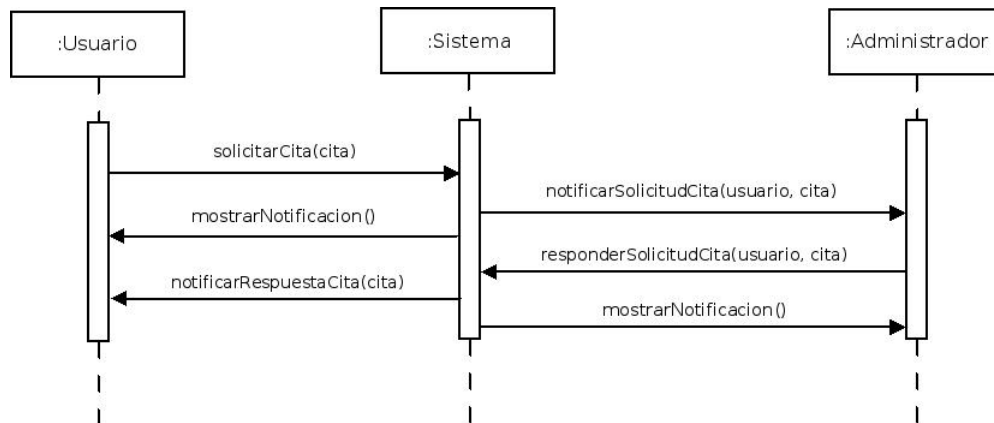 :Usuario
:Sistema
:Administrador
solicitarCita(cita)
notificarSolicitudCita(usuario, cita)
mostrarNotificacion()
responderSolicitudCita(usuario, cita)
notificarRespuestaCita(cita)
mostrarNotificacion()